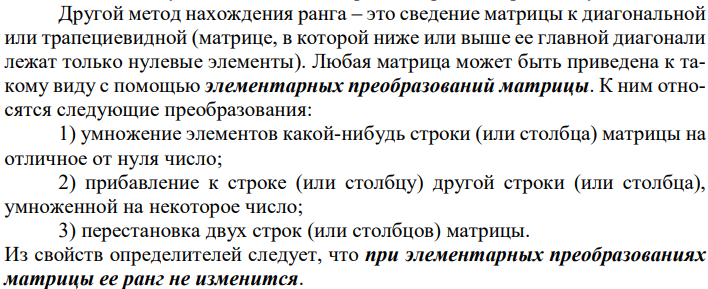 Другой метод нахождения ранга – это сведение матрицы к диагональной
или трапециевидной (матрице, в которой ниже или выше ее главной диагонали
лежат только нулевые элементы). Любая матрица может быть приведена к та-
кому виду с помощью элементарных преобразований матрицы. К ним отно-
сятся следующие преобразования:
1) умножение элементов какой-нибудь строки (или столбца) матрицы на
отличное от нуля число;
2) прибавление к строке (или столбцу) другой строки (или столбца),
умноженной на некоторое число;
3) перестановка двух строк (или столбцов) матрицы.
Из свойств определителей следует, что при элементарных преобразованиях
матрицы ее ранг не изменится.